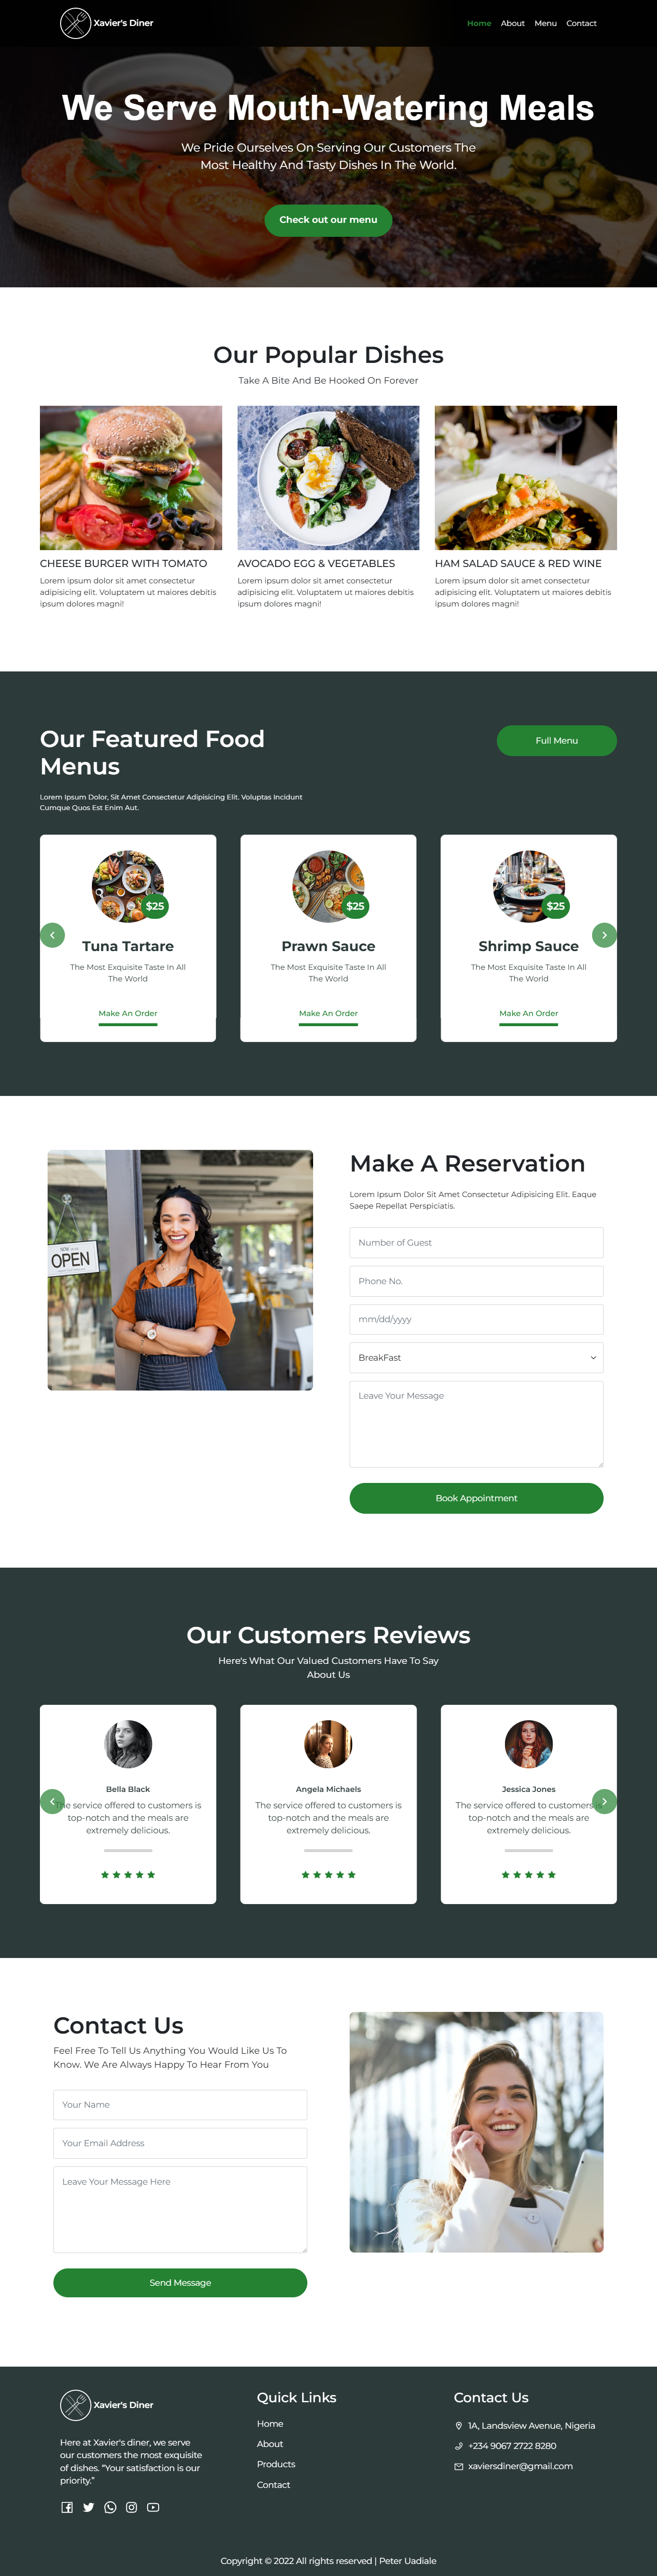 Xavier's Diner
Home About Menu Contact
We Serve Mouth-Watering Meals
We Pride Ourselves On Serving Our Customers The
Most Healthy And Tasty Dishes In The World.
Check out our menu
Our Popular Dishes
Take A Bite And Be Hooked On Forever
CHEESE BURGER WITH TOMATO
Lorem ipsum dolor sit amet consectetur
adipisicing elit. Voluptatem ut maiores debitis
ipsum dolores magni!
AVOCADO EGG & VEGETABLES
Lorem ipsum dolor sit amet consectetur
adipisicing elit. Voluptatem ut maiores debitis
ipsum dolores magni!
HAM SALAD SAUCE & RED WINE
Lorem ipsum dolor sit amet consectetur
adipisicing elit. Voluptatem ut maiores debitis
ipsum dolores magni!
Our Featured Food
Menus
Full Menu
Lorem Ipsum Dolor, Sit Amet Consectetur Adipisicing Elit. Voluptas Incidunt
Cumque Quos Est Enim Aut.
$25
Tuna Tartare
The Most Exquisite Taste In All
The World
Make An Order
$25
Prawn Sauce
The Most Exquisite Taste In All
The World
Make An Order
$25
Shrimp Sauce
The Most Exquisite Taste In All
The World
Make An Order
OPEN
Make A Reservation
Lorem Ipsum Dolor Sit Amet Consectetur Adipisicing Elit. Eaque
Saepe Repellat Perspiciatis.
Number of Guest
Phone No.
mm/dd/yyyy
BreakFast
Leave Your Message
Book Appointment
Our Customers Reviews
Here's What Our Valued Customers Have To Say
About Us
Bella Black
The service offered to customers is
top-notch and the meals are
extremely delicious.
Angela Michaels
The service offered to customers is
top-notch and the meals are
extremely delicious.
Jessica Jones
The service offered to customers is
top-notch and the meals are
extremely delicious.
Contact Us
Feel Free To Tell Us Anything You Would Like Us To
Know. We Are Always Happy To Hear From You
Your Name
Your Email Address
Leave Your Message Here
Send Message
Xavier's Diner
Here at Xavier's diner, we serve
our customers the most exquisite
of dishes. "Your satisfaction is our
priority."
Quick Links
Home
About
Products
Contact
Contact Us
1A, Landsview Avenue, Nigeria
+234 9067 2722 8280
xaviersdiner@gmail.com
Copyright © 2022 All rights reserved | Peter Uadiale